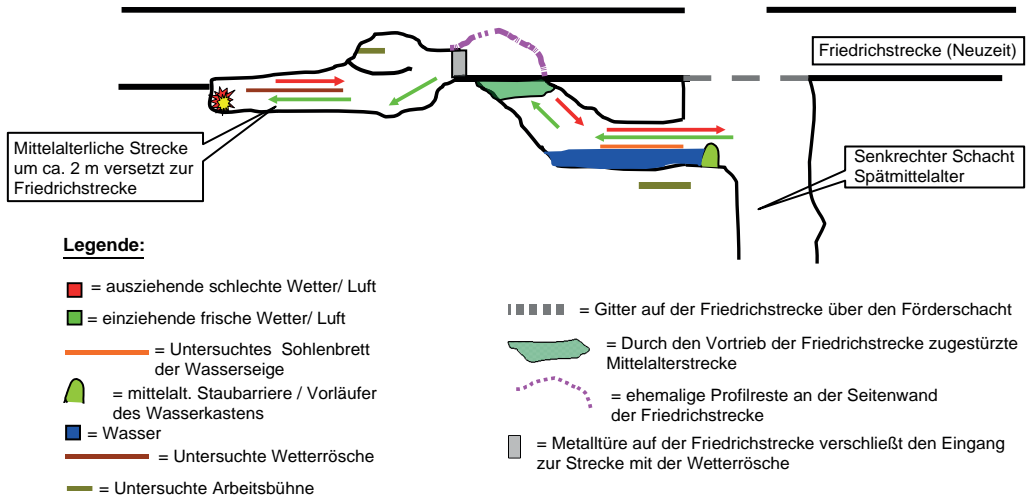 Friedrichstrecke (Neuzeit)
Mittelalterliche Strecke
um ca. 2 m versetzt zur
Friedrichstrecke
Senkrechter Schacht
Spätmittelalter
Legende:
= ausziehende schlechte Wetter/ Luft
= einziehende frische Wetter/ Luft
= Untersuchtes Sohlenbrett
der Wasserseige
= mittelalt. Staubarriere / Vorläufer
des Wasserkastens
= Wasser
= Untersuchte Wetterrösche
= Untersuchte Arbeitsbühne
= Gitter auf der Friedrichstrecke über den Förderschacht
= Durch den Vortrieb der Friedrichstrecke zugestürzte
Mittelalterstrecke
= ehemalige Profilreste an der Seitenwand
der Friedrichstrecke
= Metalltüre auf der Friedrichstrecke verschließt den Eingang
zur Strecke mit der Wetterrösche